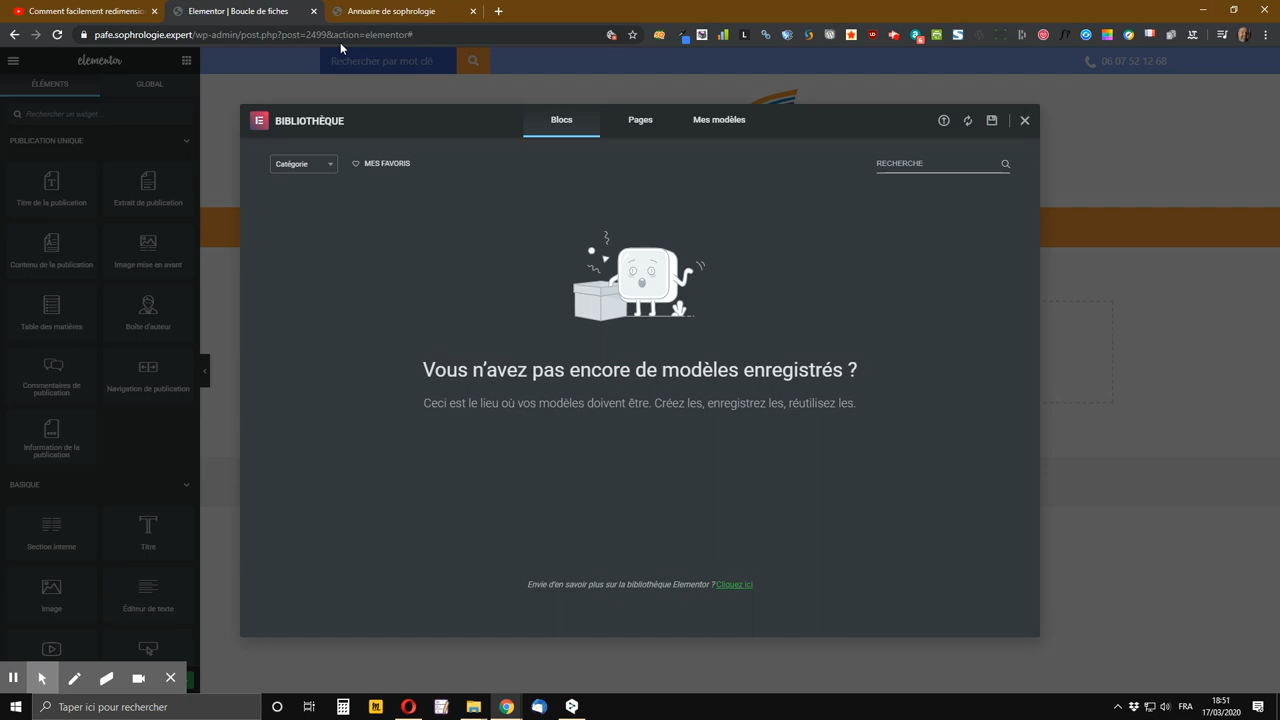 Comment facilement enlever
ELEMENTOR
Annuaire de sophrologie
paris.sophrologie.expert/wp-admin/post.php?post=2499&action=elementor#
elementor
Rechercher par mot clé
06 07 52 12 68
ÉLÉMENTS
GLOBAL
Rechercher un widget ...
PUBLICATION UNIQUE
Titre de la publication
Extrait de publication
Contenu de la publication
Image mise en avant
Table des matières
Boîte d'auteur
Commentaires de publication
Navigation de publication
Information de la publication
BASIQUE
Section interne
Titre
Image
Éditeur de texte
BIBLIOTHÈQUE
Blocs
Pages
Mes modèles
Catégorie
MES FAVORIS
RECHERCHE
Vous n'avez pas encore de modèles enregistrés ?
Ceci est le lieu où vos modèles doivent être. Créez les, enregistrez les, réutilisez les.
Envie d'en savoir plus sur la bibliothèque Elementor ? Cliquez ici
Taper ici pour rechercher
FRA
18:51
17/03/2020